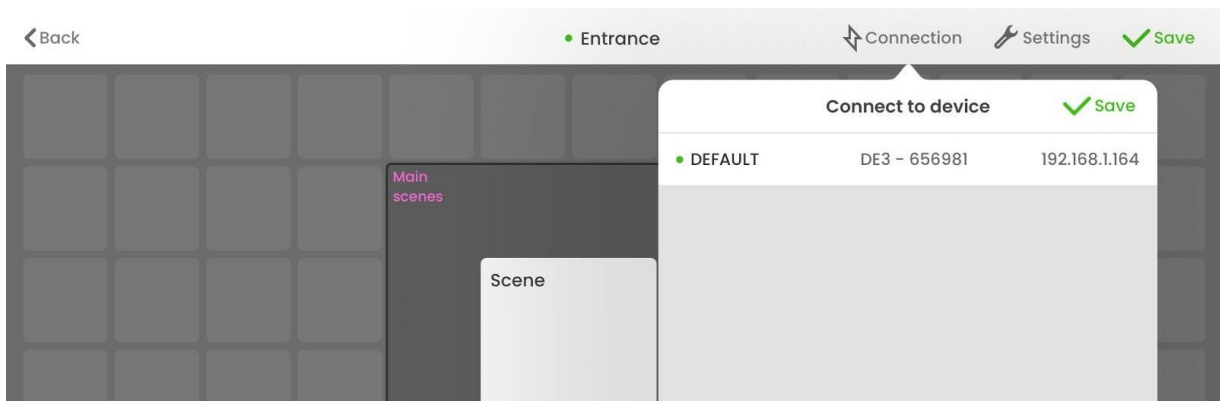 Back
Entrance
Connection
Settings
Save
Connect to device
Save
DEFAULT DE3 - 656981 192.168.1.164
Main
scenes
Scene